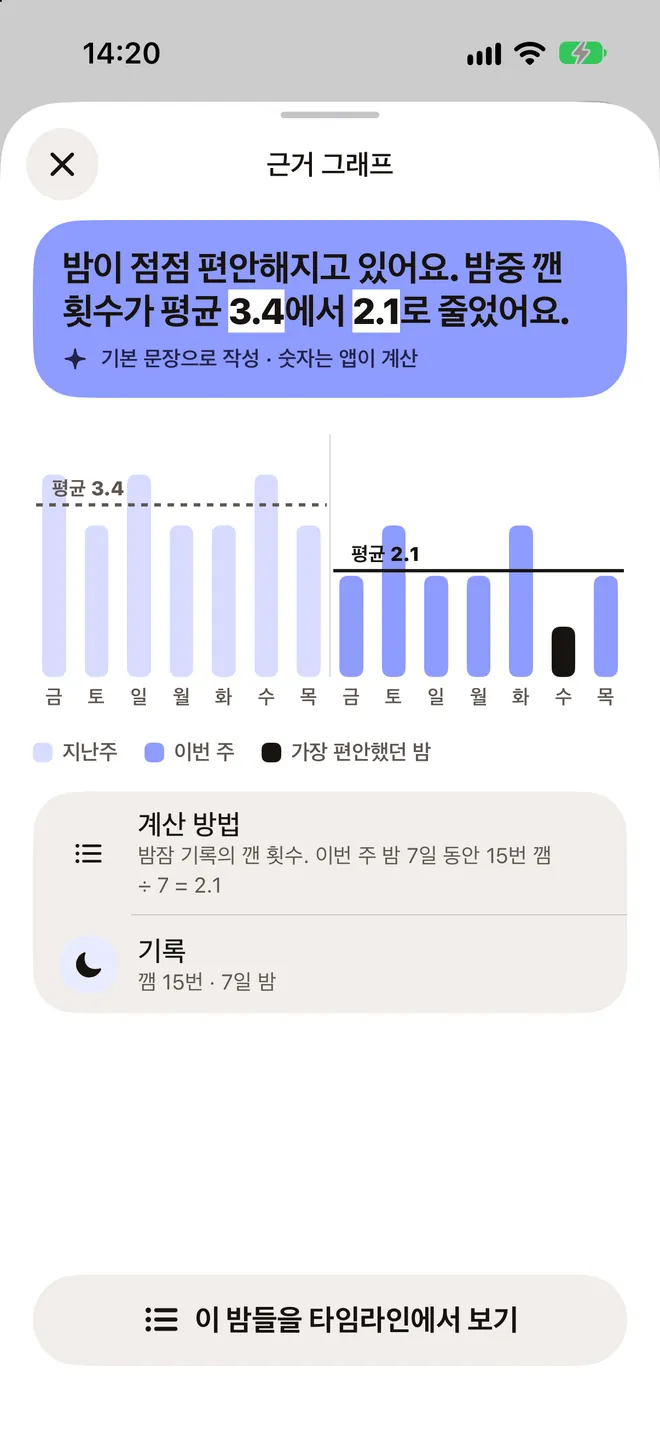 14:20
근거 그래프
밤이 점점 편안해지고 있어요. 밤중 깬
횟수가 평균 3.4에서 2.1로 줄었어요.
기본 문장으로 작성 · 숫자는 앱이 계산
평균 3.4
평균 2.1
금 토 일 월 화 수 목 금 토 일 월 화 수 목
지난주 이번 주 가장 편안했던 밤
계산 방법
밤잠 기록의 깬 횟수. 이번 주 밤 7일 동안 15번 깸
÷ 7 = 2.1
기록
깸 15번 · 7일 밤
이 밤들을 타임라인에서 보기